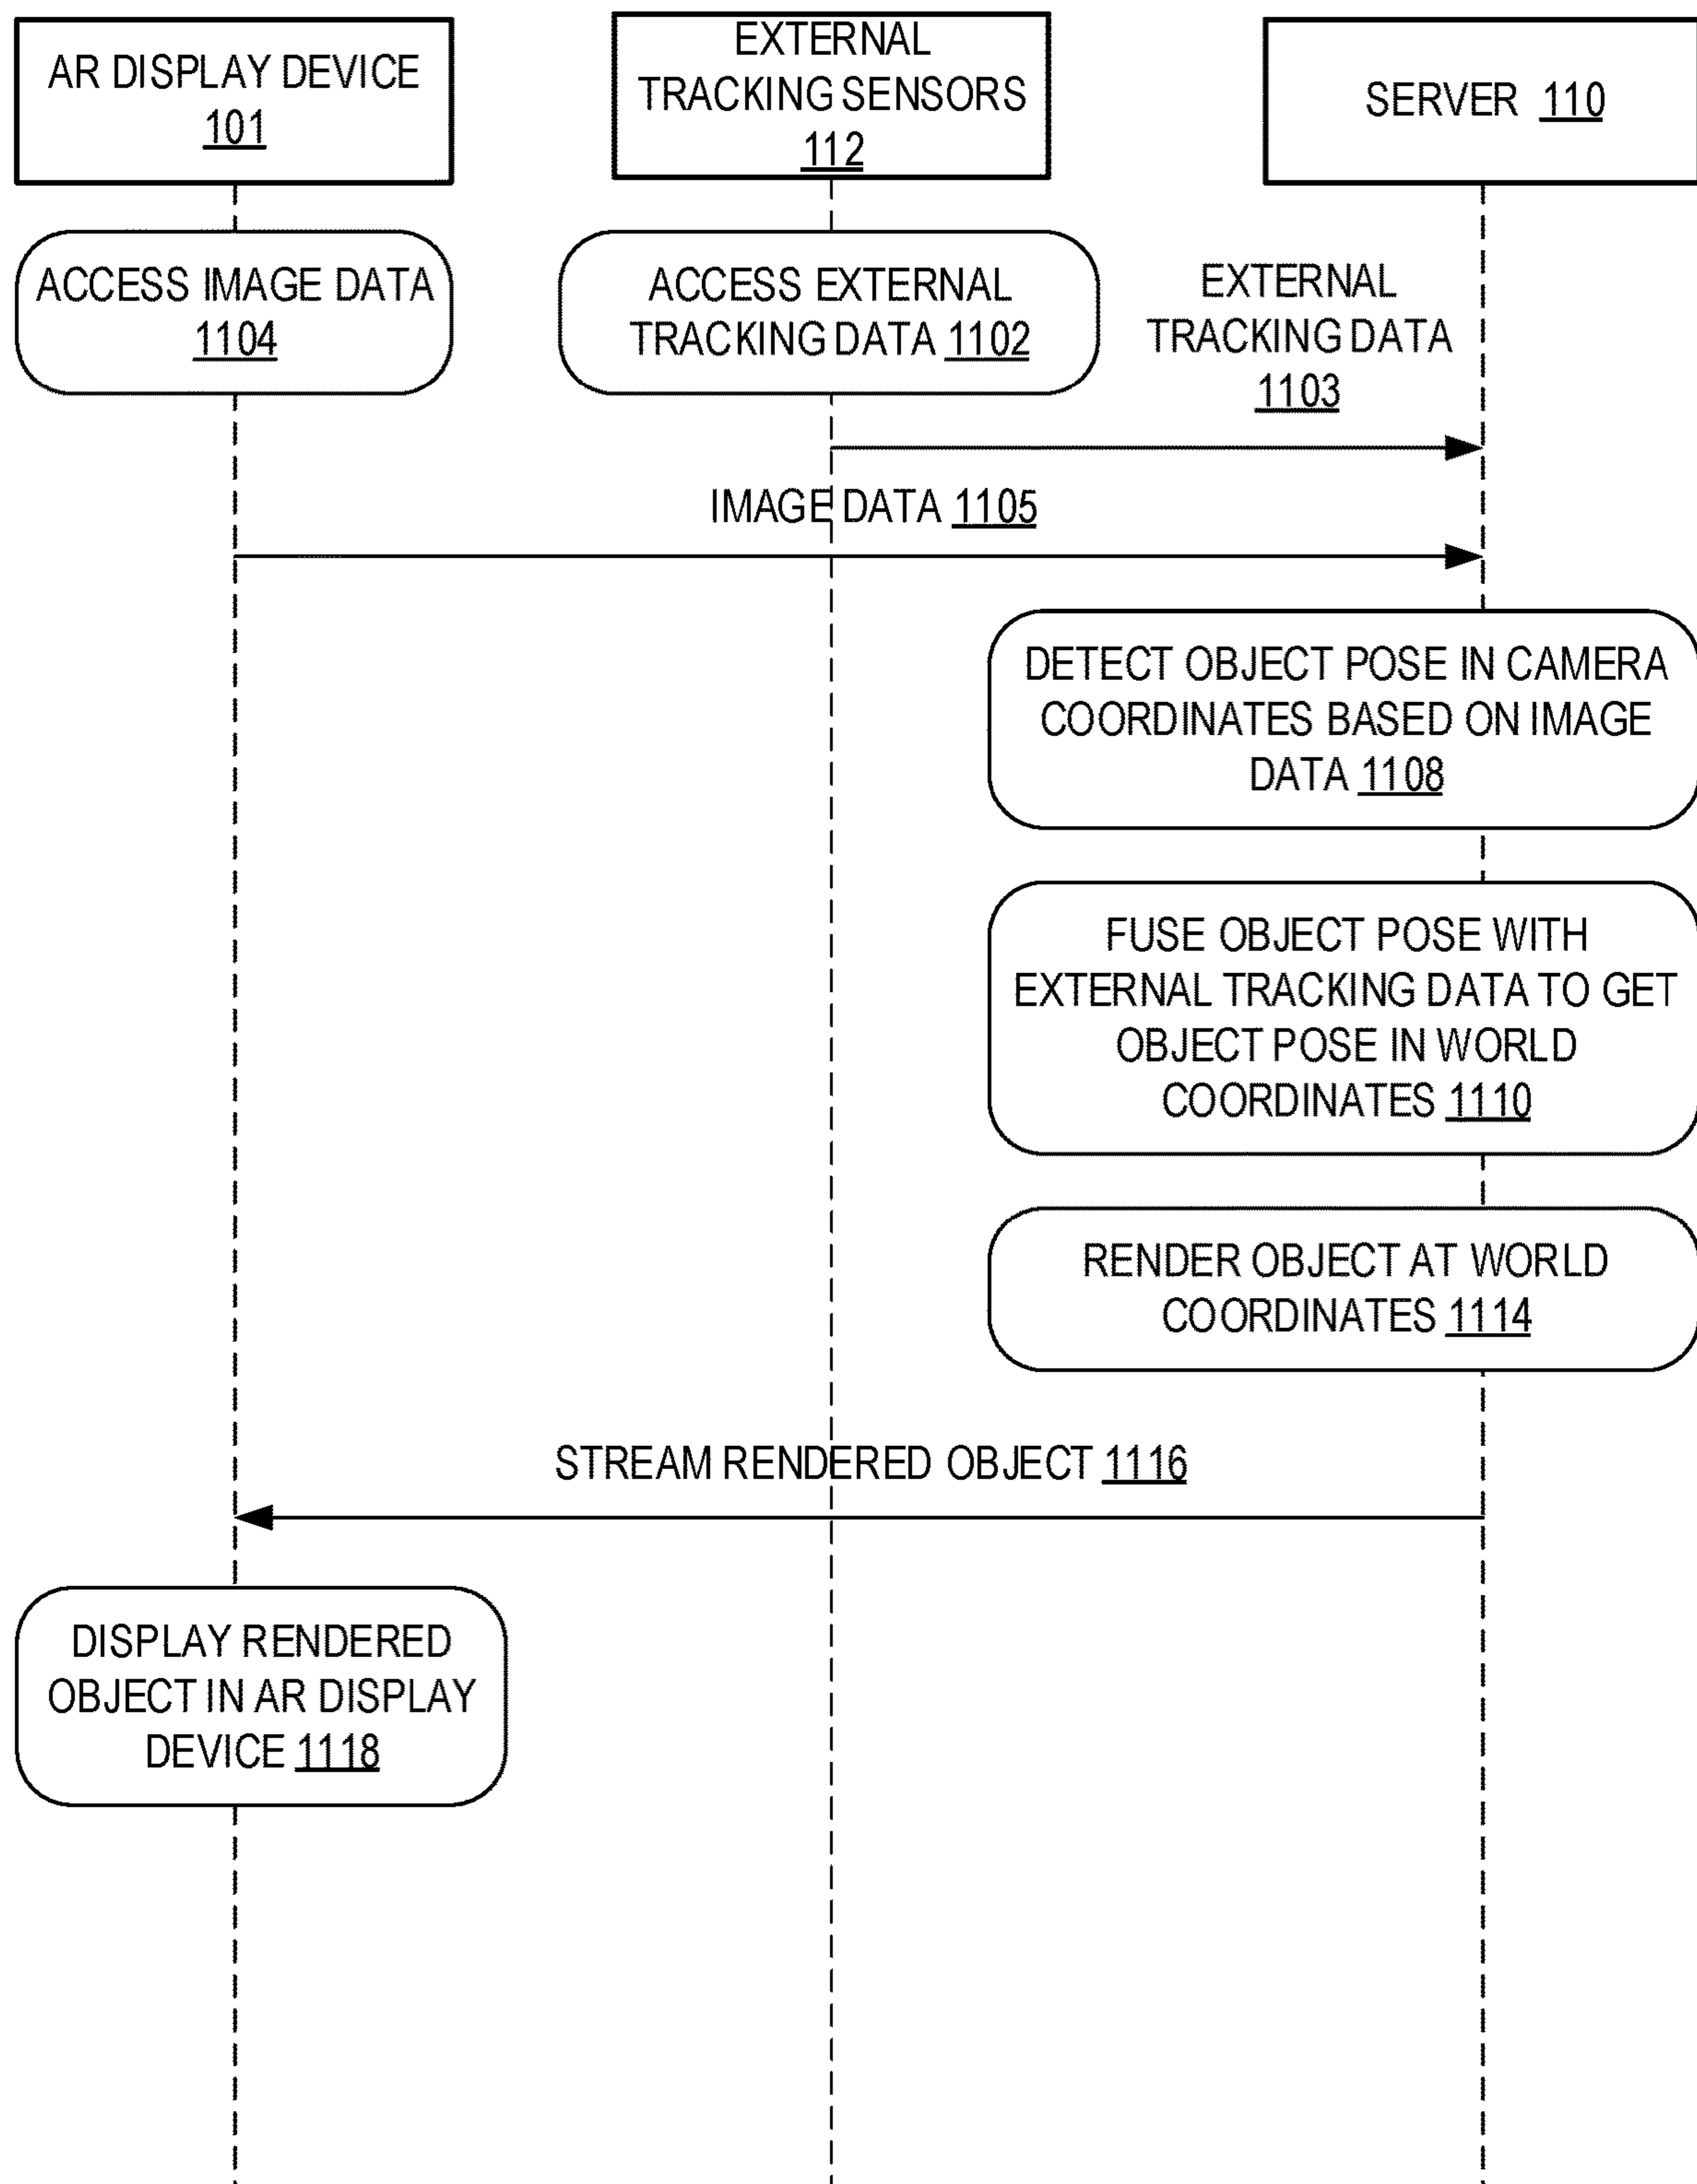 AR DISPLAY DEVICE
101
EXTERNAL
TRACKING SENSORS
112
SERVER 110
ACCESS IMAGE DATA
1104
ACCESS EXTERNAL
TRACKING DATA 1102
EXTERNAL
TRACKING DATA
1103
IMAGE DATA 1105
DETECT OBJECT POSE IN CAMERA
COORDINATES BASED ON IMAGE
DATA 1108
FUSE OBJECT POSE WITH
EXTERNAL TRACKING DATA TO GET
OBJECT POSE IN WORLD
COORDINATES 1110
RENDER OBJECT AT WORLD
COORDINATES 1114
STREAM RENDERED OBJECT 1116
DISPLAY RENDERED
OBJECT IN AR DISPLAY
DEVICE 1118